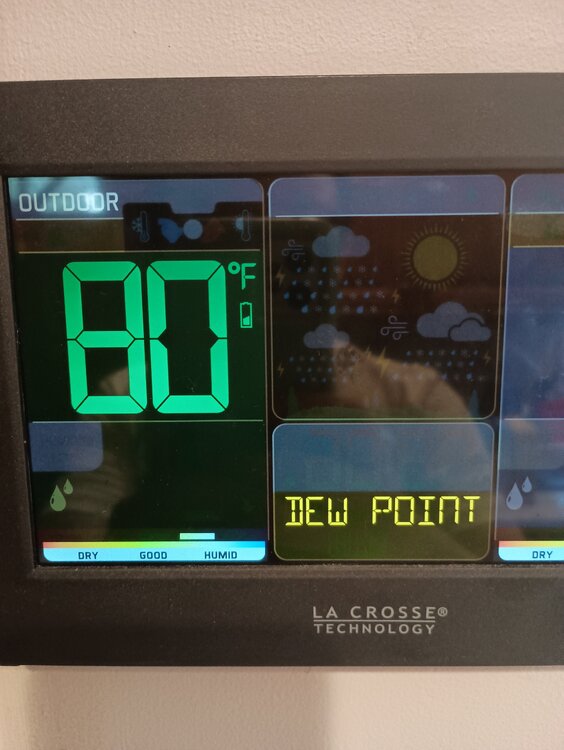 OUTDOOR
80°F
DEW POINT
DRY GOOD HUMID
DRY
LA CROSSE®
TECHNOLOGY